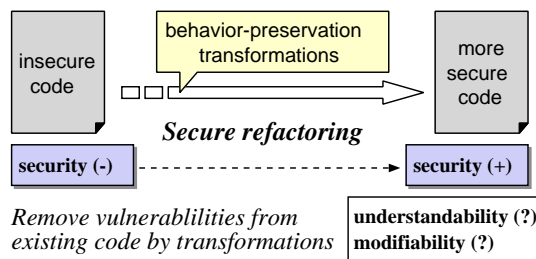 insecure
code
behavior-preservation
transformations
more
secure
code
Secure refactoring
security (-)
security (+)
Remove vulnerablilities from
existing code by transformations
understandability (?)
modifiability (?)